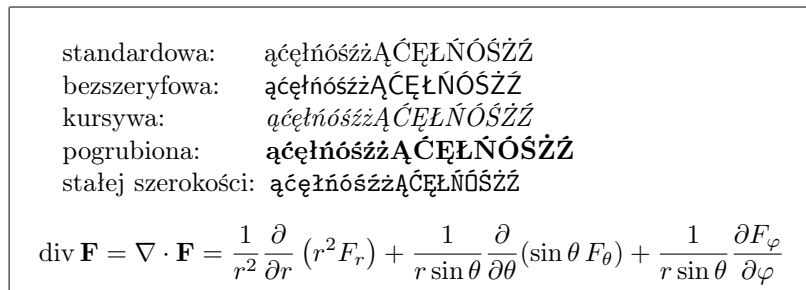 standardowa: ąćęłńóśźżĄĆĘŁŃÓŚŻŹ
bezszeryfowa: ąćęłńóśźżĄĆĘŁŃÓŚŻŹ
kursywa: ąćęłńóśźżĄĆĘŁŃÓŚŻŹ
pogrubiona: ąćęłńóśźżĄĆĘŁŃÓŚŻŹ
stałej szerokości: ąćęłńóśźżĄĆĘŁŃÓŚŻŹ
div F = ∇ · F = 1/r² ∂/∂r (r²F_r) + 1/(r sin θ) ∂/∂θ (sin θ F_θ) + 1/(r sin θ) ∂F_φ/∂φ